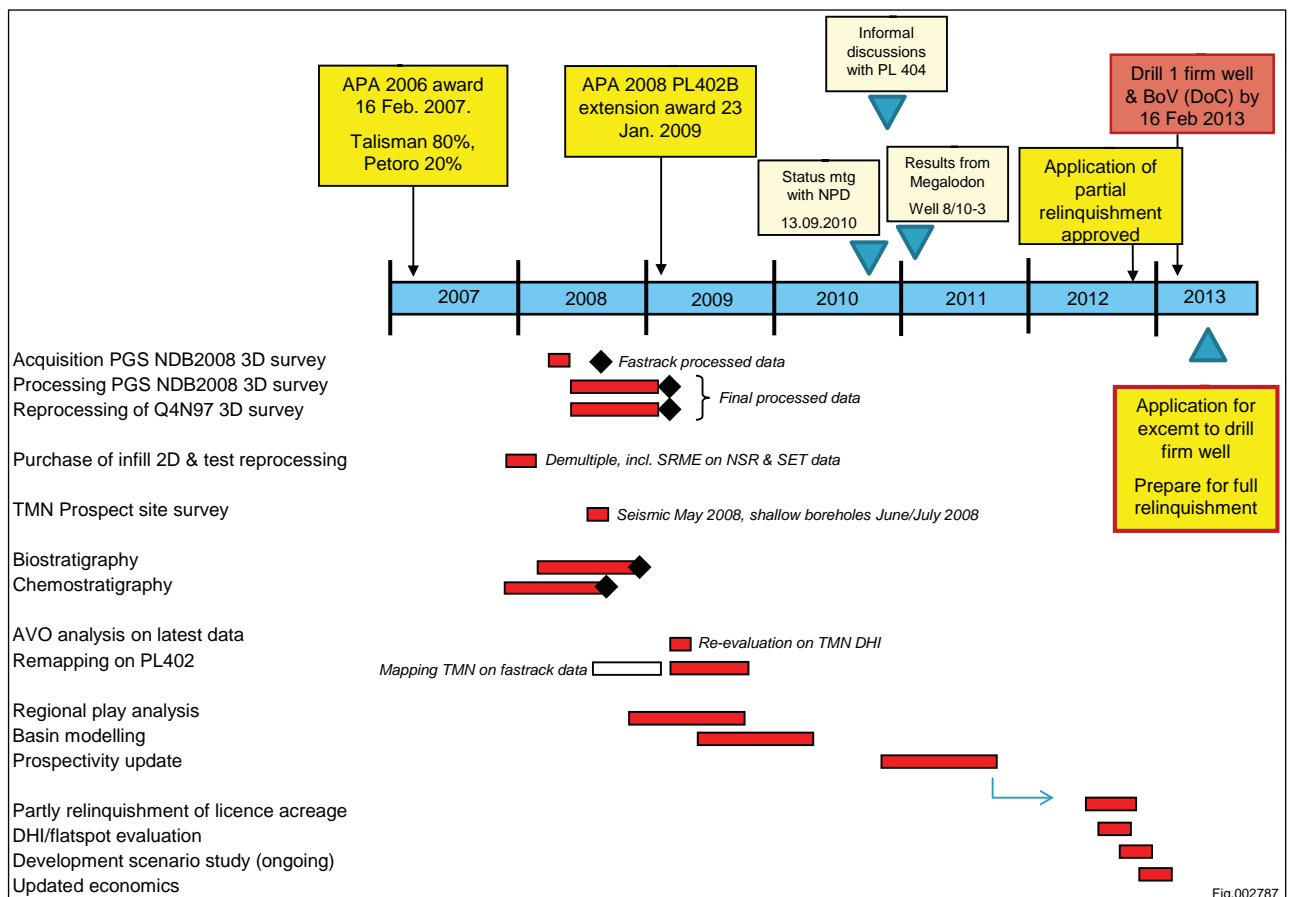 Informal
discussions
with PL 404
APA 2006 award
16 Feb. 2007.
Talisman 80%,
Petoro 20%
APA 2008 PL402B
extension award 23
Jan. 2009
Drill 1 firm well
& BoV (DoC) by
16 Feb 2013
Status mtg
with NPD
13.09.2010
Results from
Megalodon
Well 8/10-3
Application of
partial
relinquishment
approved
2007
2008
2009
2010
2011
2012
2013
Acquisition PGS NDB2008 3D survey
Fastrack processed data
Processing PGS NDB2008 3D survey
Reprocessing of Q4N97 3D survey
Final processed data
Application for
excemt to drill
firm well
Prepare for full
relinquishment
Purchase of infill 2D & test reprocessing
Demultiple, incl. SRME on NSR & SET data
TMN Prospect site survey
Seismic May 2008, shallow boreholes June/July 2008
Biostratigraphy
Chemostratigraphy
AVO analysis on latest data
Re-evaluation on TMN DHI
Remapping on PL402
Mapping TMN on fastrack data
Regional play analysis
Basin modelling
Prospectivity update
Partly relinquishment of licence acreage
DHI/flatspot evaluation
Development scenario study (ongoing)
Updated economics
Fig.002787